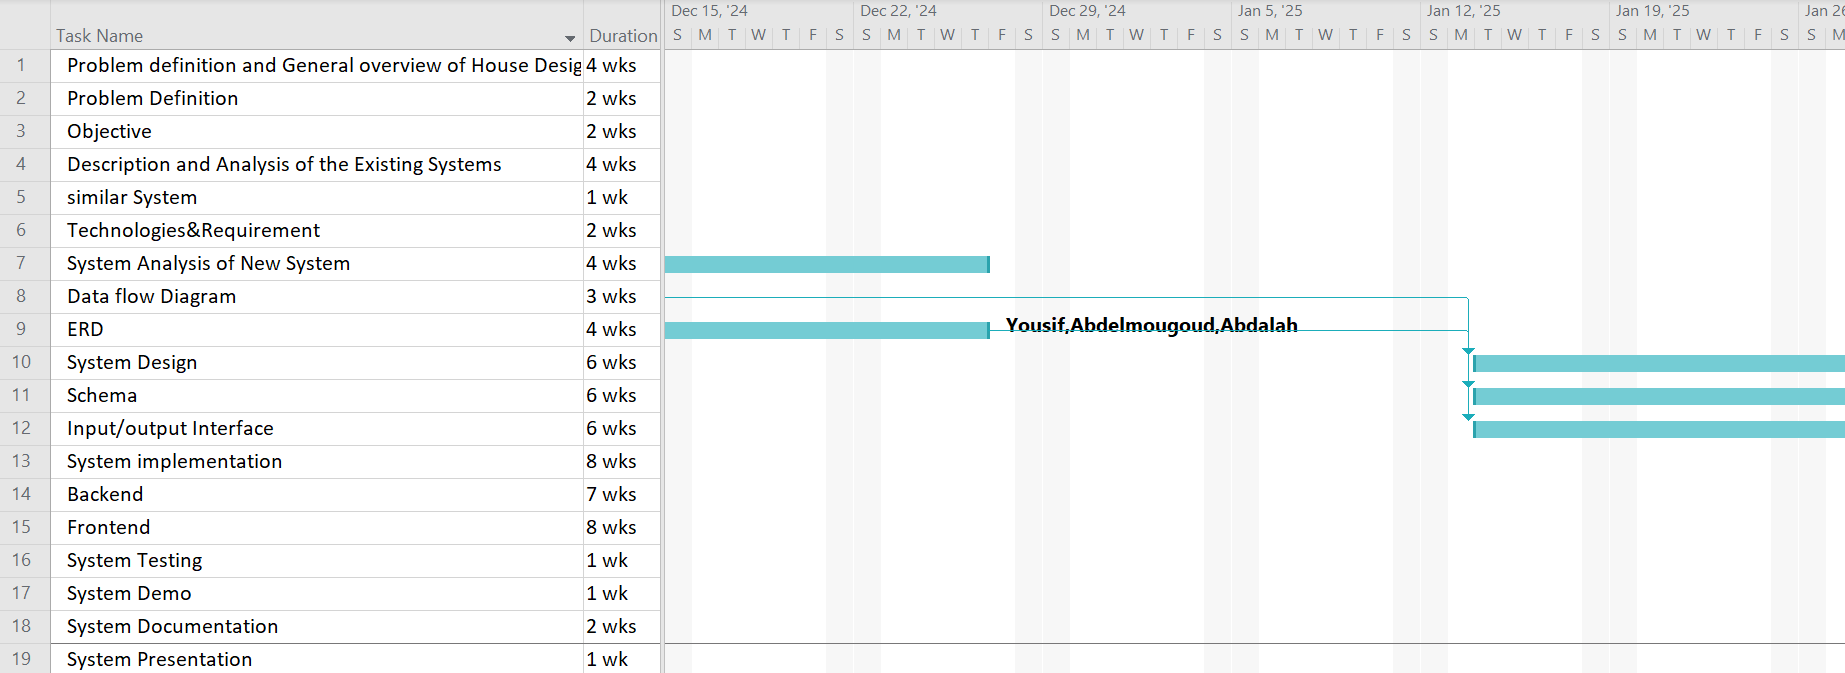 Dec 15, '24 Dec 22, '24 Dec 29, '24 Jan 5, '25 Jan 12, '25 Jan 19, '25 Jan 26
Task Name Duration S M T W T F S S M T W T F S S M T W T F S S M T W T F S S M T W T F S S M T W T F S S M
1 Problem definition and General overview of House Desig 4 wks
2 Problem Definition 2 wks
3 Objective 2 wks
4 Description and Analysis of the Existing Systems 4 wks
5 similar System 1 wk
6 Technologies&Requirement 2 wks
7 System Analysis of New System 4 wks
8 Data flow Diagram 3 wks
9 ERD 4 wks Yousif,Abdelmougoud,Abdalah
10 System Design 6 wks
11 Schema 6 wks
12 Input/output Interface 6 wks
13 System implementation 8 wks
14 Backend 7 wks
15 Frontend 8 wks
16 System Testing 1 wk
17 System Demo 1 wk
18 System Documentation 2 wks
19 System Presentation 1 wk